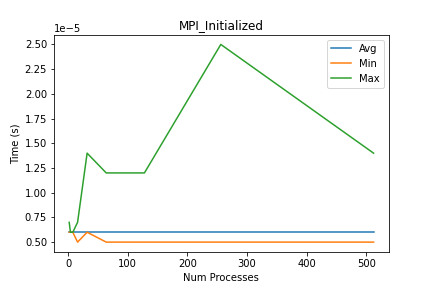 MPI_Initialized
1e−5
Avg
Min
Max
2.50
2.25
2.00
1.75
1.50
1.25
1.00
0.75
0.50
Time (s)
0 100 200 300 400 500
Num Processes